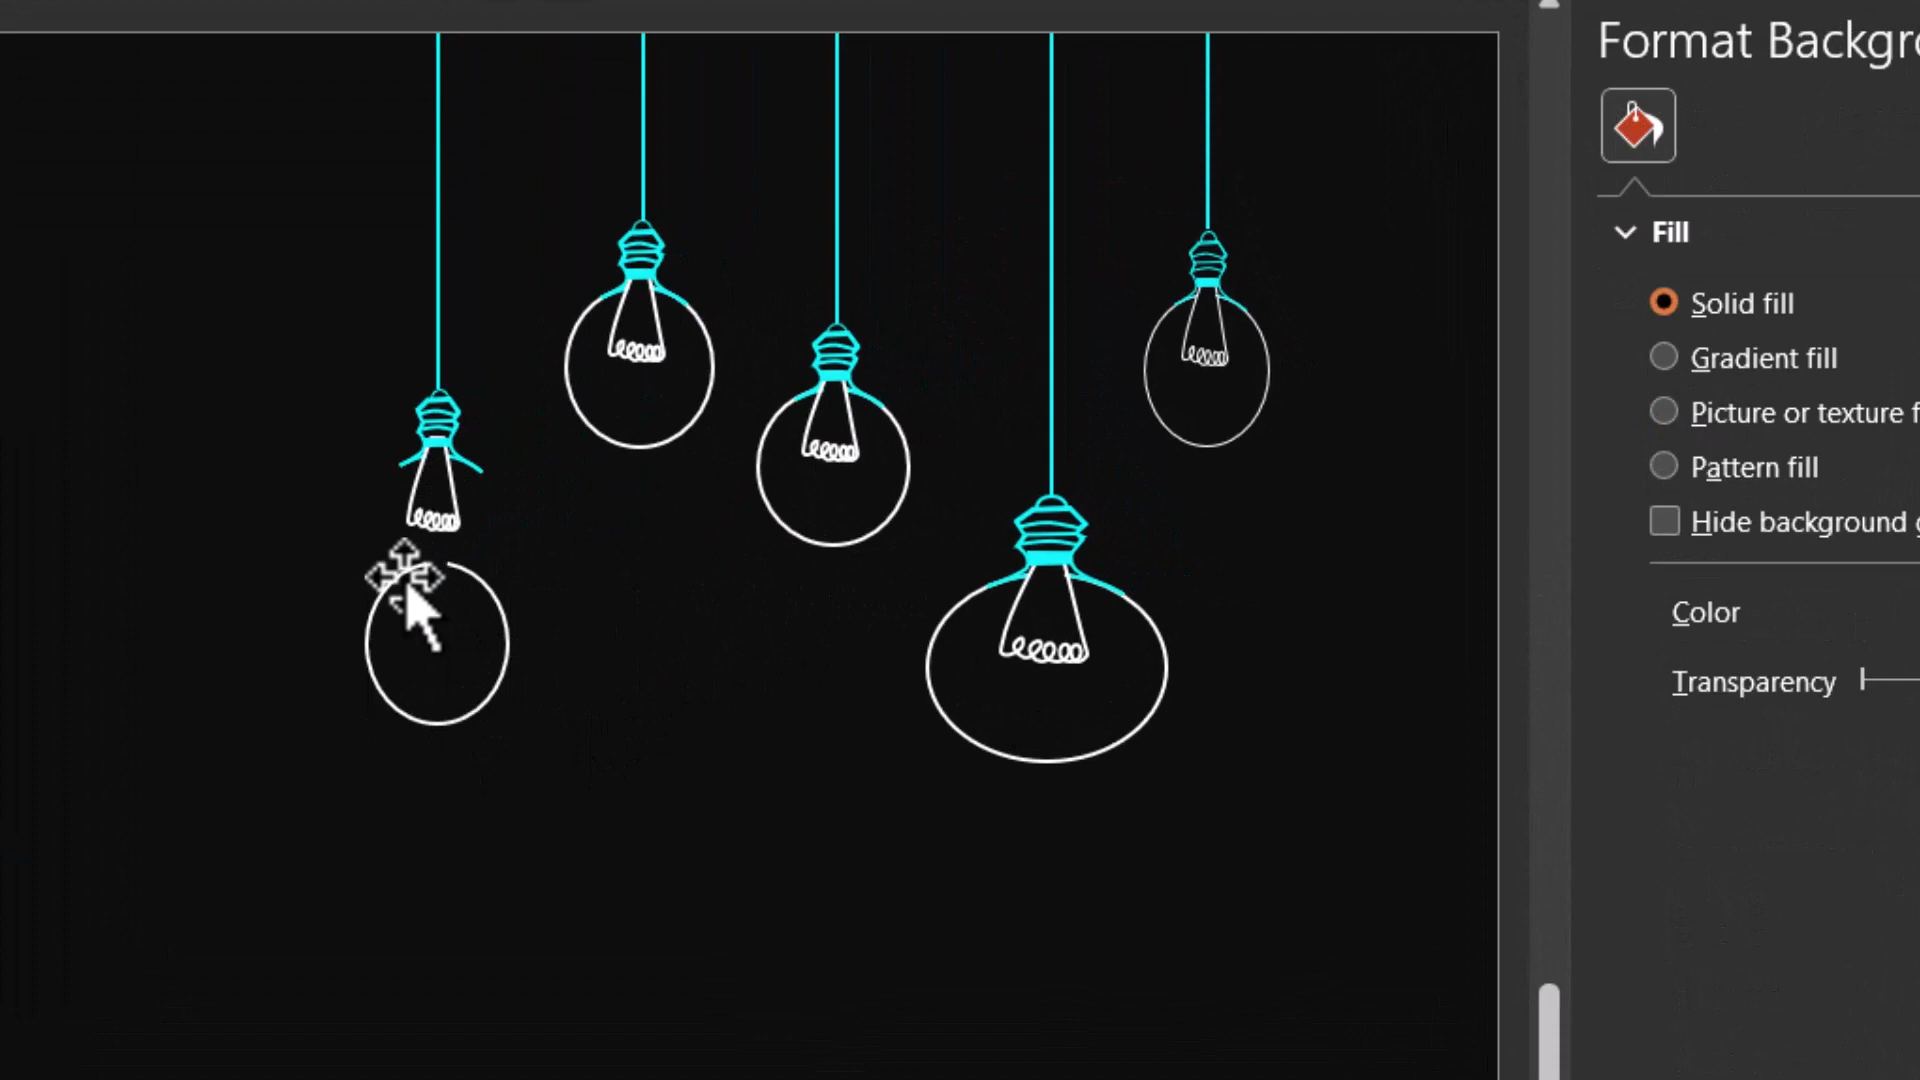 Format Backgr
Fill
Solid fill
Gradient fill
Picture or texture f
Pattern fill
Hide background
Color
Transparency